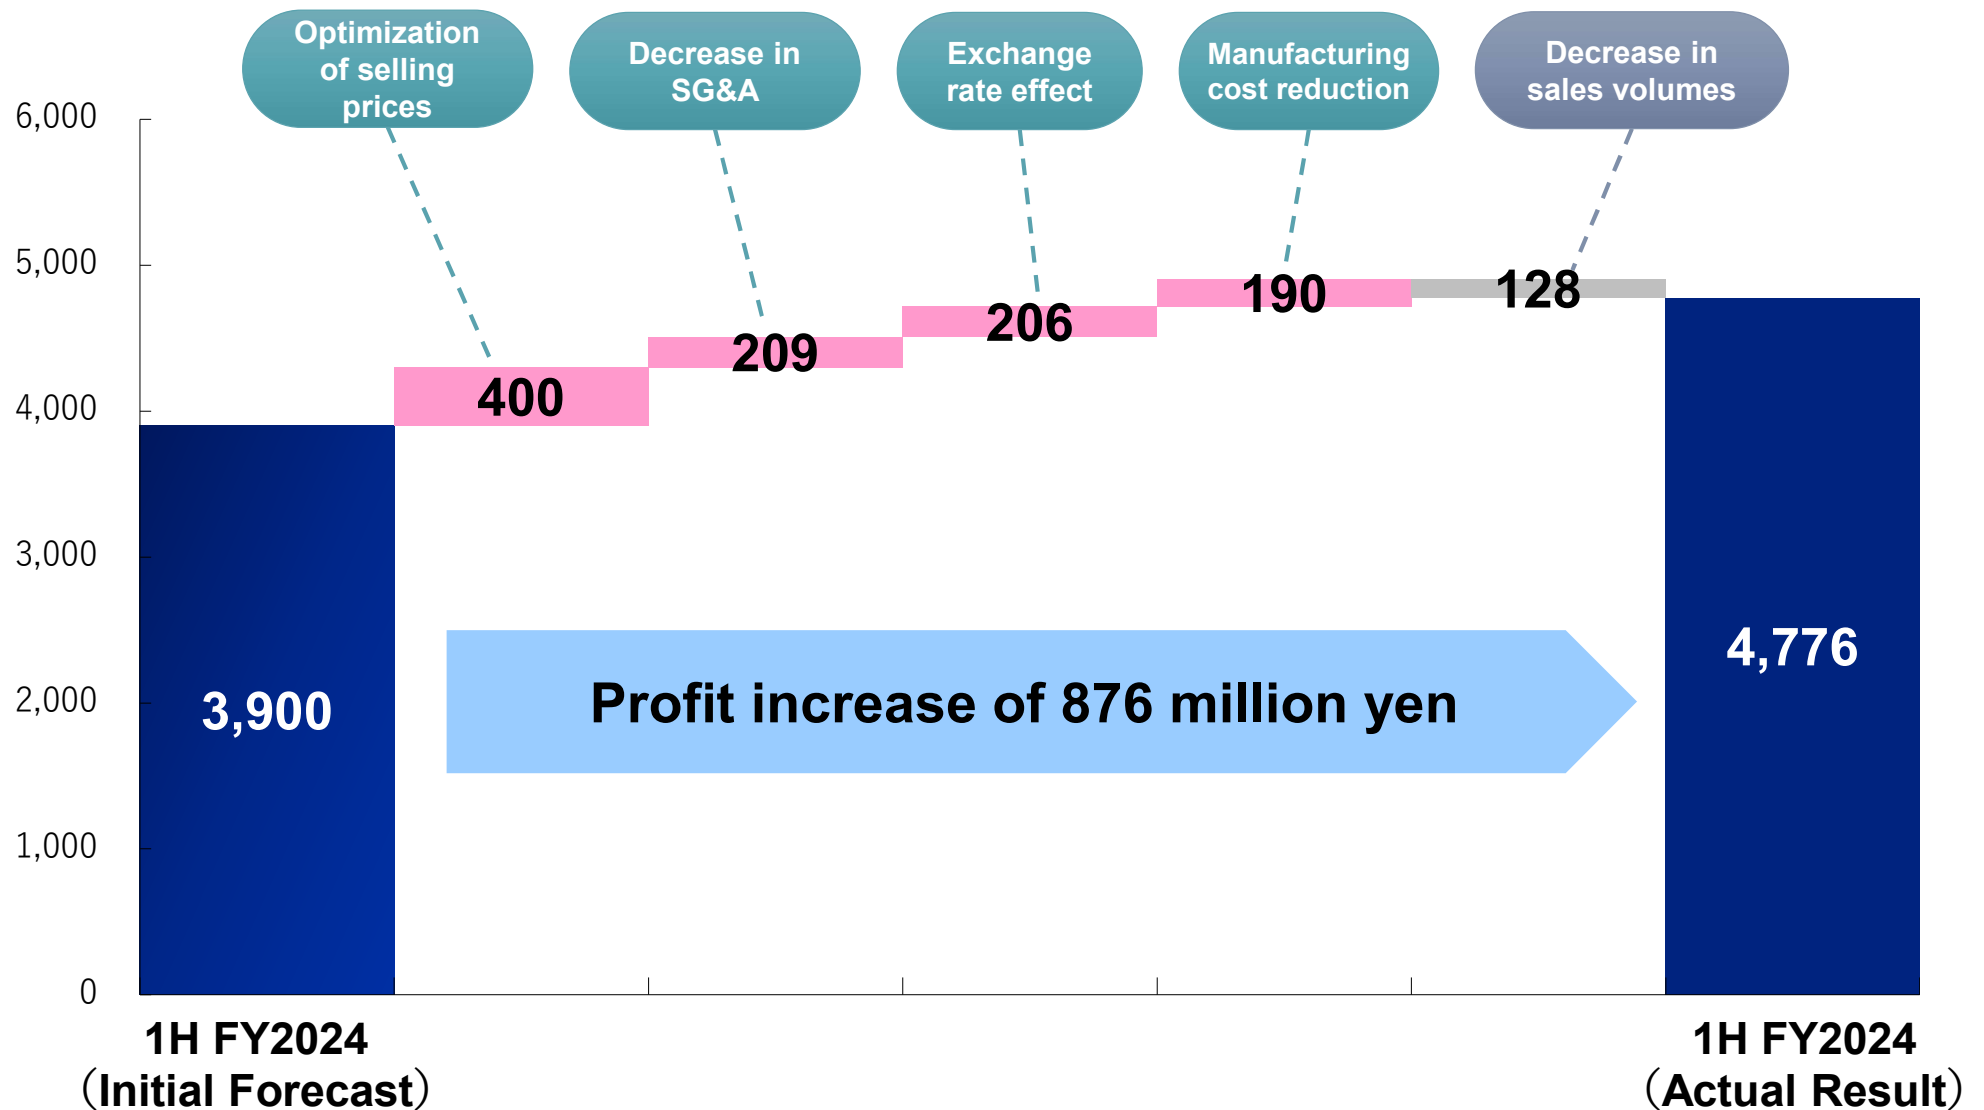 Optimization
of selling
prices
Decrease in
SG&A
Exchange
rate effect
Manufacturing
cost reduction
Decrease in
sales volumes
6,000
5,000
4,000
3,000
2,000
1,000
0
3,900
400
209
206
190
128
4,776
Profit increase of 876 million yen
1H FY2024
（Initial Forecast）
1H FY2024
（Actual Result）